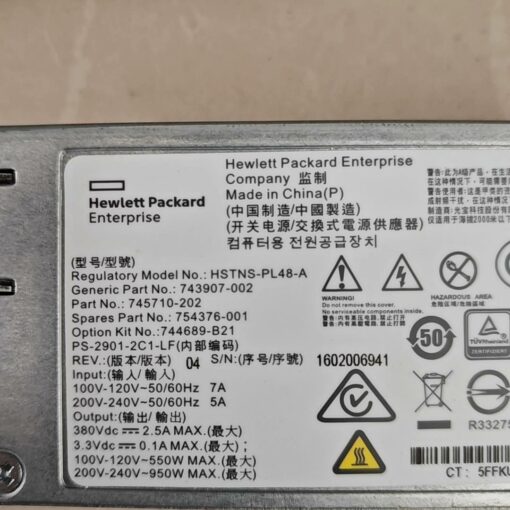 Hewlett Packard
Enterprise
Hewlett Packard Enterprise
Company 监制
Made in China(P)
(中国制造/中國製造)
(开关电源/交換式電源供應器)
컴퓨터용 전원공급장치
(型号/型號)
Regulatory Model No.: HSTNS-PL48-A
Generic Part No.: 743907-002
Part No.: 745710-202
Spares Part No.: 754376-001
Option Kit No.: 744689-B21
PS-2901-2C1-LF(内部编码)
REV.:(版本/版本) 04 S/N:(序号/序號) 1602006941
Input:(输入/輸入)
100V-120V~50/60Hz 7A
200V-240V~50/60Hz 5A
Output:(输出/輸出)
380Vdc ⎓ 2.5A MAX.(最大)
3.3Vdc ⎓ 0.1A MAX.(最大)
100V-120V~550W MAX.(最大)
200V-240V~950W MAX.(最大)
Do not remove this cover.
No serviceable components inside.
HAZARDOUS AREA
50
TÜVRheinland
R33275
CT: 5FFKU